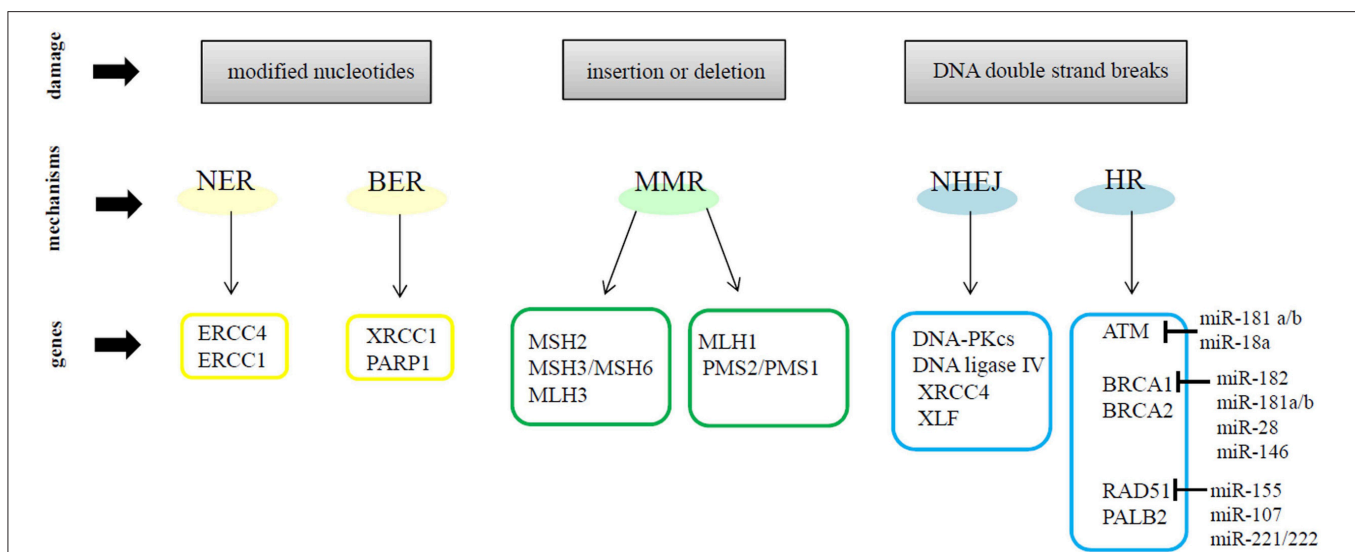 damage
modified nucleotides
insertion or deletion
DNA double strand breaks
mechanisms
NER
BER
MMR
NHEJ
HR
genes
ERCC4
ERCC1
XRCC1
PARP1
MSH2
MSH3/MSH6
MLH3
MLH1
PMS2/PMS1
DNA-PKcs
DNA ligase IV
XRCC4
XLF
ATM
BRCA1
BRCA2
RAD51
PALB2
miR-181 a/b
miR-18a
miR-182
miR-181a/b
miR-28
miR-146
miR-155
miR-107
miR-221/222